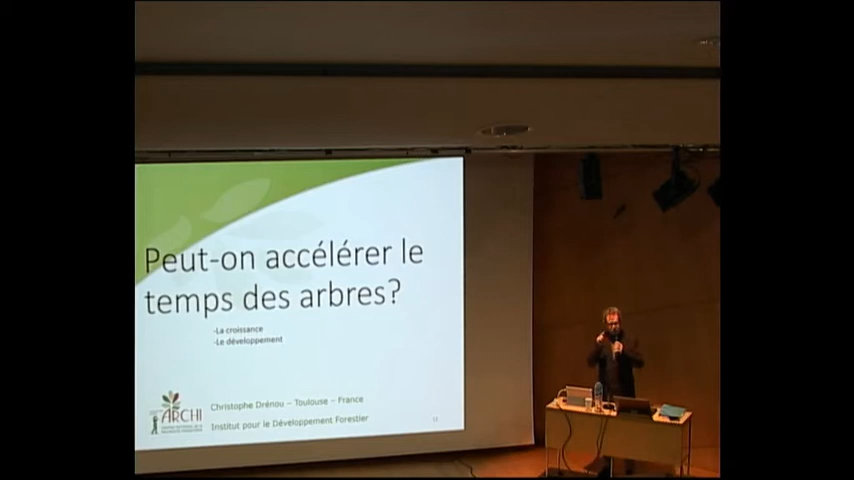 Peut-on accélérer le
temps des arbres?
-La croissance
-Le développement
ARCHI
Christophe Drénou – Toulouse – France
Institut pour le Développement Forestier